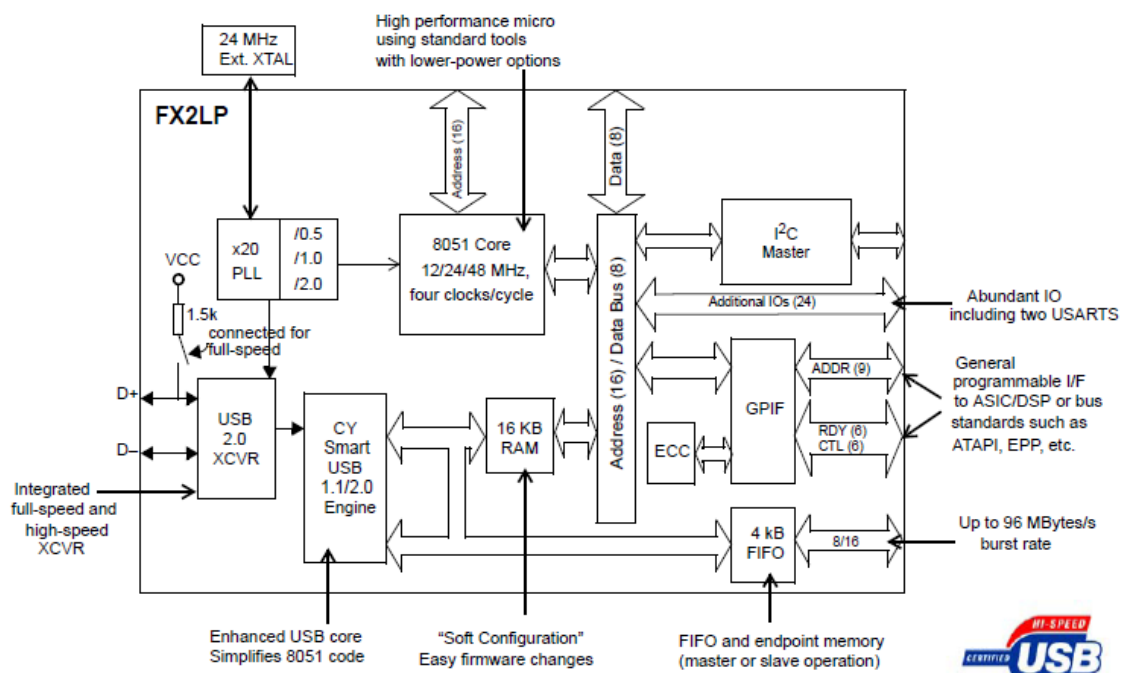 High performance micro
using standard tools
with lower-power options
24 MHz
Ext. XTAL
FX2LP
Address (16)
Data (8)
x20
PLL
/0.5
/1.0
/2.0
8051 Core
12/24/48 MHz,
four clocks/cycle
I2C
Master
VCC
1.5k
connected for
full-speed
Address (16) / Data Bus (8)
Additional IOs (24)
Abundant IO
including two USARTS
D+
D–
USB
2.0
XCVR
CY
Smart
USB
1.1/2.0
Engine
16 KB
RAM
ECC
GPIF
ADDR (9)
RDY (6)
CTL (6)
General
programmable I/F
to ASIC/DSP or bus
standards such as
ATAPI, EPP, etc.
Integrated
full-speed and
high-speed
XCVR
4 kB
FIFO
8/16
Up to 96 MBytes/s
burst rate
Enhanced USB core
Simplifies 8051 code
“Soft Configuration”
Easy firmware changes
FIFO and endpoint memory
(master or slave operation)
HI-SPEED
CERTIFIED
USB